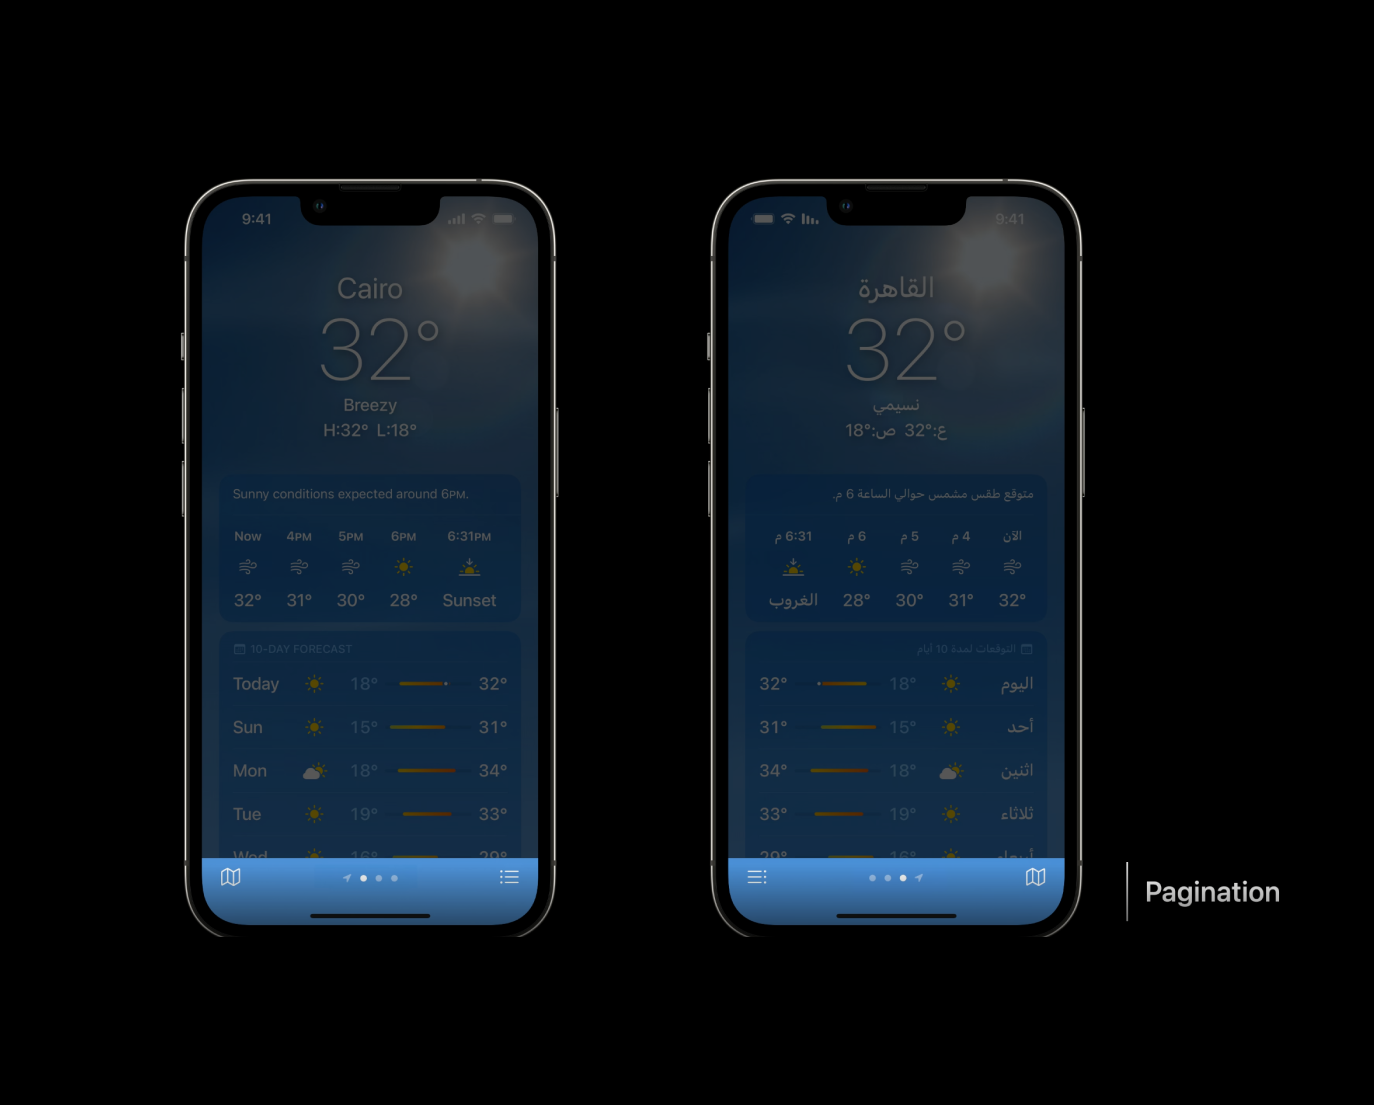 9:41
Cairo
32°
Breezy
H:32° L:18°
Sunny conditions expected around 6PM.
Now 4PM 5PM 6PM 6:31PM
32° 31° 30° 28° Sunset
10-DAY FORECAST
Today 18° 32°
Sun 15° 31°
Mon 18° 34°
Tue 19° 33°
Wed 16° 29°
9:41
القاهرة
32°
نسيمي
ع:32° ص:18°
متوقع طقس مشمس حوالي الساعة 6 م.
الآن 4 م 5 م 6 م 6:31 م
32° 31° 30° 28° الغروب
التوقعات لمدة 10 أيام
اليوم 18° 32°
أحد 15° 31°
اثنين 18° 34°
ثلاثاء 19° 33°
أربعاء 16° 29°
Pagination